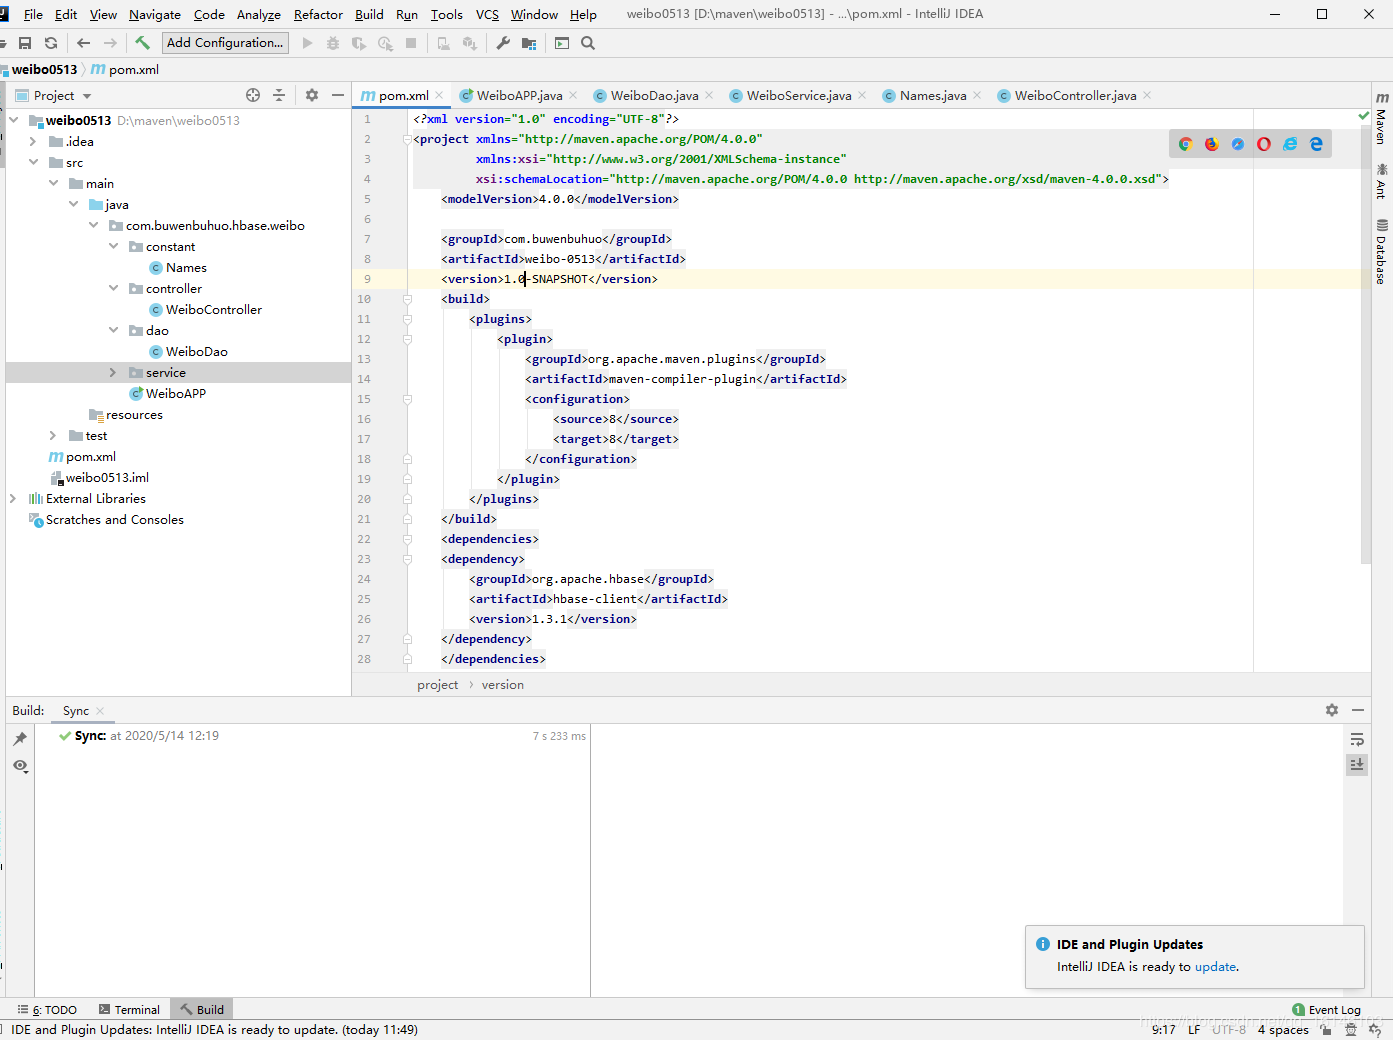 File Edit View Navigate Code Analyze Refactor Build Run Tools VCS Window Help weibo0513 [D:\maven\weibo0513] - ...\pom.xml - IntelliJ IDEA
Add Configuration...
weibo0513 m pom.xml
Project
m pom.xml WeiboAPP.java WeiboDao.java WeiboService.java Names.java WeiboController.java
weibo0513 D:\maven\weibo0513
.idea
src
main
java
com.buwenbuhuo.hbase.weibo
constant
Names
controller
WeiboController
dao
WeiboDao
service
WeiboAPP
resources
test
m pom.xml
weibo0513.iml
External Libraries
Scratches and Consoles
1 <?xml version="1.0" encoding="UTF-8"?>
2 <project xmlns="http://maven.apache.org/POM/4.0.0"
3 xmlns:xsi="http://www.w3.org/2001/XMLSchema-instance"
4 xsi:schemaLocation="http://maven.apache.org/POM/4.0.0 http://maven.apache.org/xsd/maven-4.0.0.xsd">
5 <modelVersion>4.0.0</modelVersion>
6
7 <groupId>com.buwenbuhuo</groupId>
8 <artifactId>weibo-0513</artifactId>
9 <version>1.0-SNAPSHOT</version>
10 <build>
11 <plugins>
12 <plugin>
13 <groupId>org.apache.maven.plugins</groupId>
14 <artifactId>maven-compiler-plugin</artifactId>
15 <configuration>
16 <source>8</source>
17 <target>8</target>
18 </configuration>
19 </plugin>
20 </plugins>
21 </build>
22 <dependencies>
23 <dependency>
24 <groupId>org.apache.hbase</groupId>
25 <artifactId>hbase-client</artifactId>
26 <version>1.3.1</version>
27 </dependency>
28 </dependencies>
project › version
m Maven
Ant
Database
Build: Sync
Sync: at 2020/5/14 12:19 7 s 233 ms
IDE and Plugin Updates
IntelliJ IDEA is ready to update.
6: TODO Terminal Build 1 Event Log
IDE and Plugin Updates: IntelliJ IDEA is ready to update. (today 11:49) 9:17 LF UTF-8 4 spaces